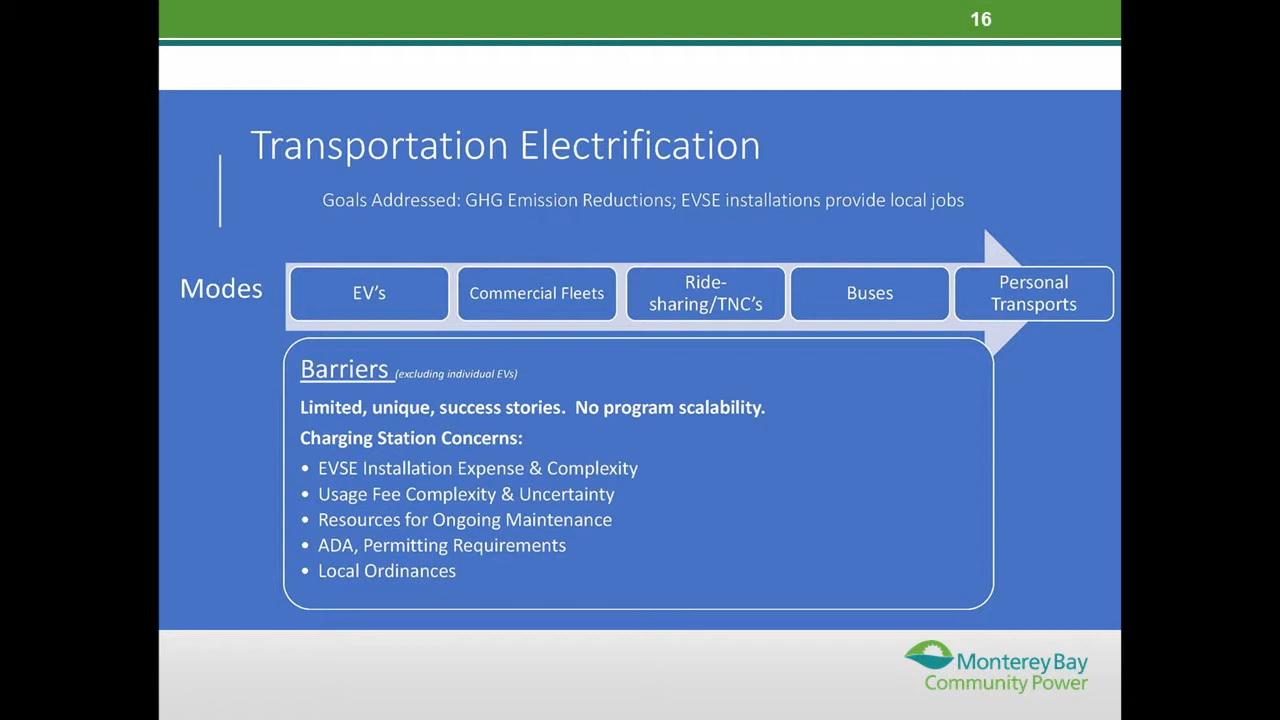 16
Transportation Electrification
Goals Addressed: GHG Emission Reductions; EVSE installations provide local jobs
Modes
EV's
Commercial Fleets
Ride-
sharing/TNC's
Buses
Personal
Transports
Barriers (excluding individual EVs)
Limited, unique, success stories. No program scalability.
Charging Station Concerns:
• EVSE Installation Expense & Complexity
• Usage Fee Complexity & Uncertainty
• Resources for Ongoing Maintenance
• ADA, Permitting Requirements
• Local Ordinances
Monterey Bay
Community Power